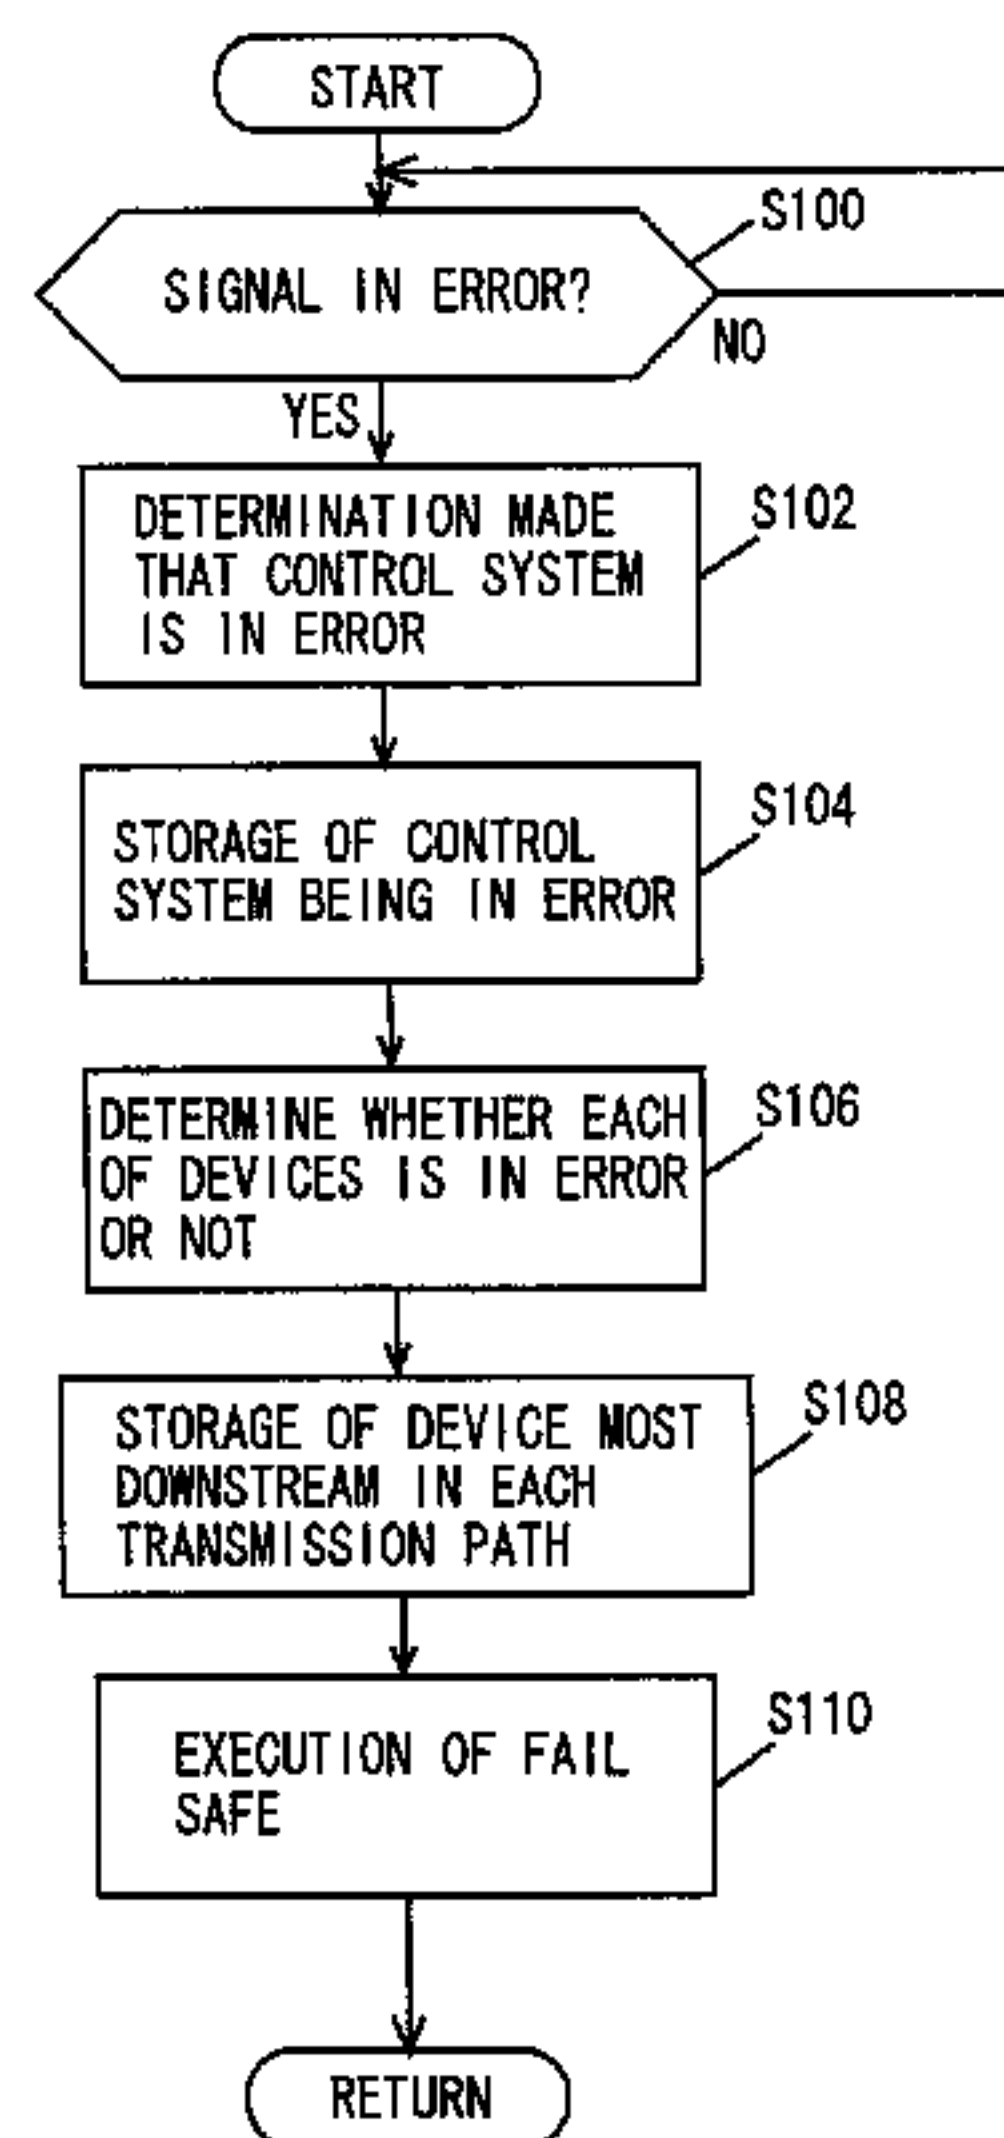 START
S100
SIGNAL IN ERROR?
NO
YES
S102
DETERMINATION MADE
THAT CONTROL SYSTEM
IS IN ERROR
S104
STORAGE OF CONTROL
SYSTEM BEING IN ERROR
S106
DETERMINE WHETHER EACH
OF DEVICES IS IN ERROR
OR NOT
S108
STORAGE OF DEVICE MOST
DOWNSTREAM IN EACH
TRANSMISSION PATH
S110
EXECUTION OF FAIL
SAFE
RETURN